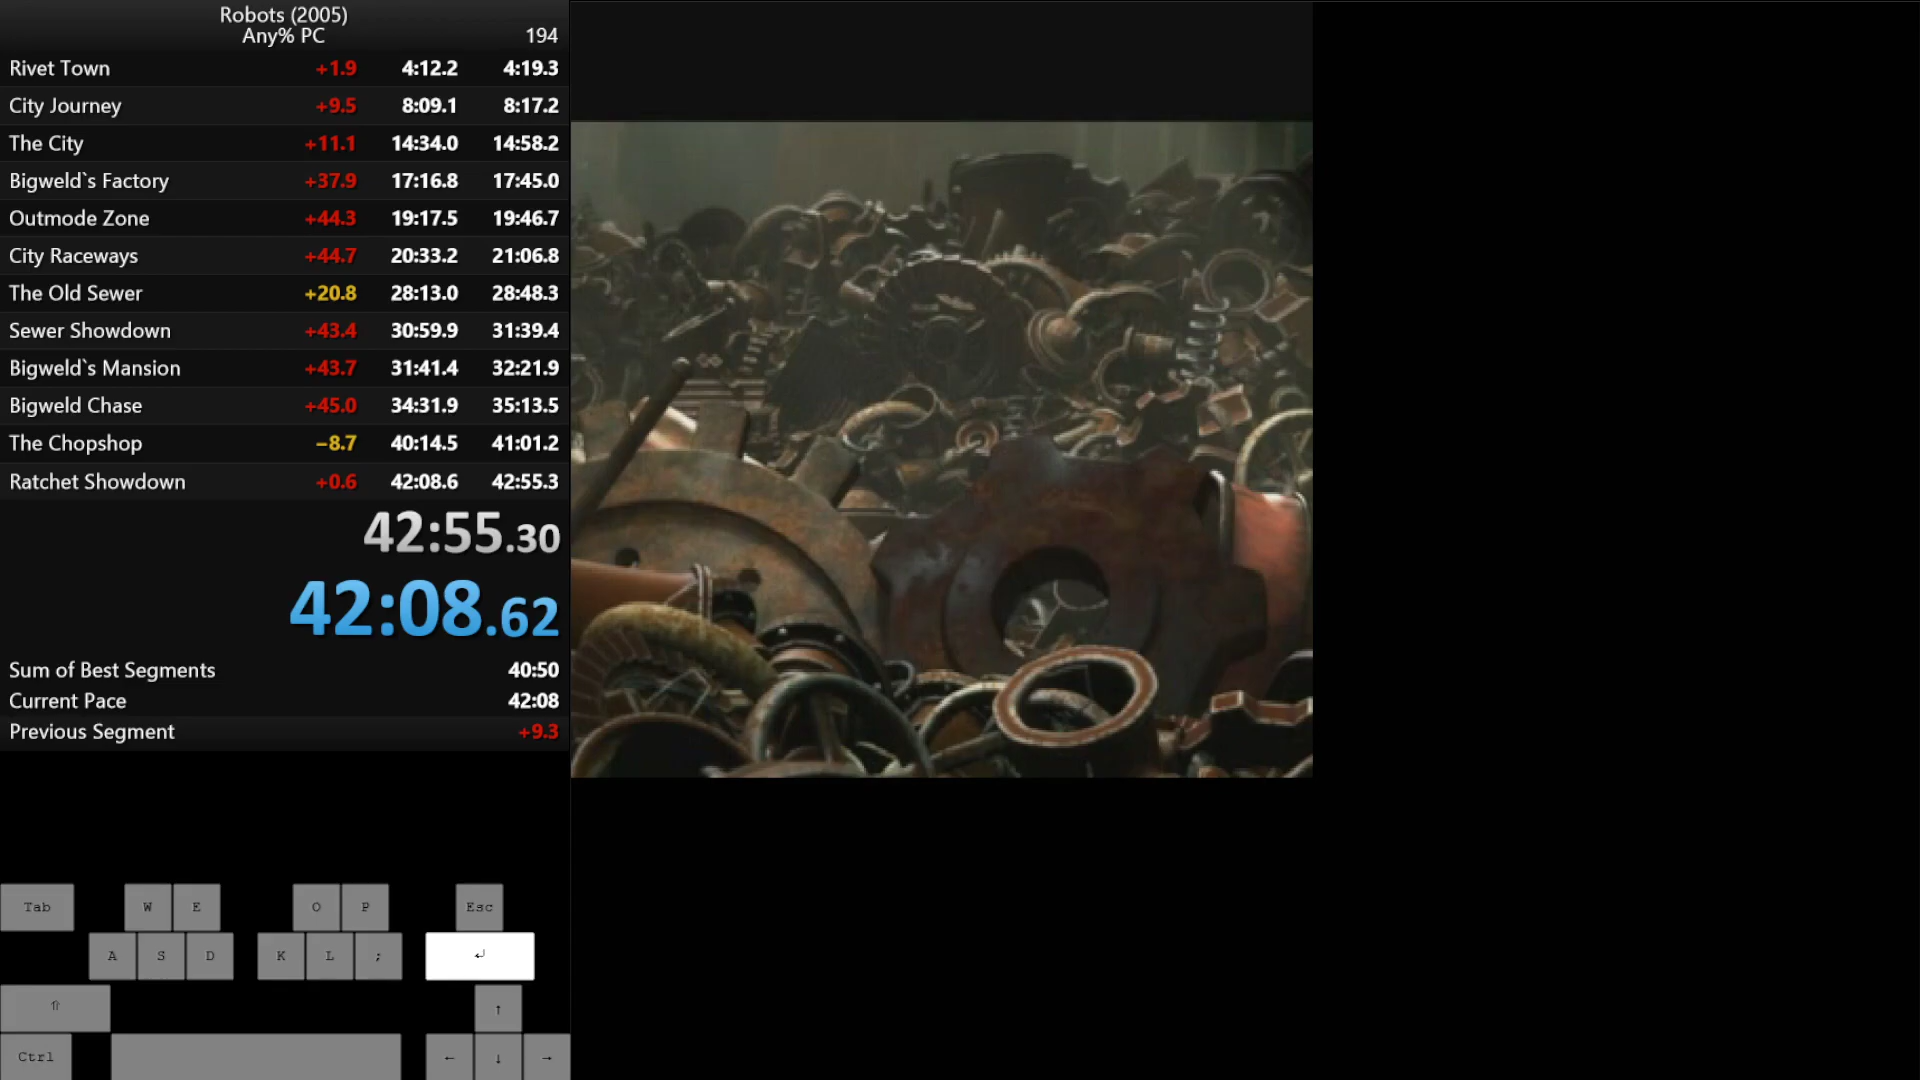 Robots (2005)
Any% PC 194
Rivet Town +1.9 4:12.2 4:19.3
City Journey +9.5 8:09.1 8:17.2
The City +11.1 14:34.0 14:58.2
Bigweld`s Factory +37.9 17:16.8 17:45.0
Outmode Zone +44.3 19:17.5 19:46.7
City Raceways +44.7 20:33.2 21:06.8
The Old Sewer +20.8 28:13.0 28:48.3
Sewer Showdown +43.4 30:59.9 31:39.4
Bigweld`s Mansion +43.7 31:41.4 32:21.9
Bigweld Chase +45.0 34:31.9 35:13.5
The Chopshop −8.7 40:14.5 41:01.2
Ratchet Showdown +0.6 42:08.6 42:55.3
42:55.30
42:08.62
Sum of Best Segments 40:50
Current Pace 42:08
Previous Segment +9.3
Tab W E O P Esc
A S D K L ; ↲
⇧ ↑
Ctrl ← ↓ →